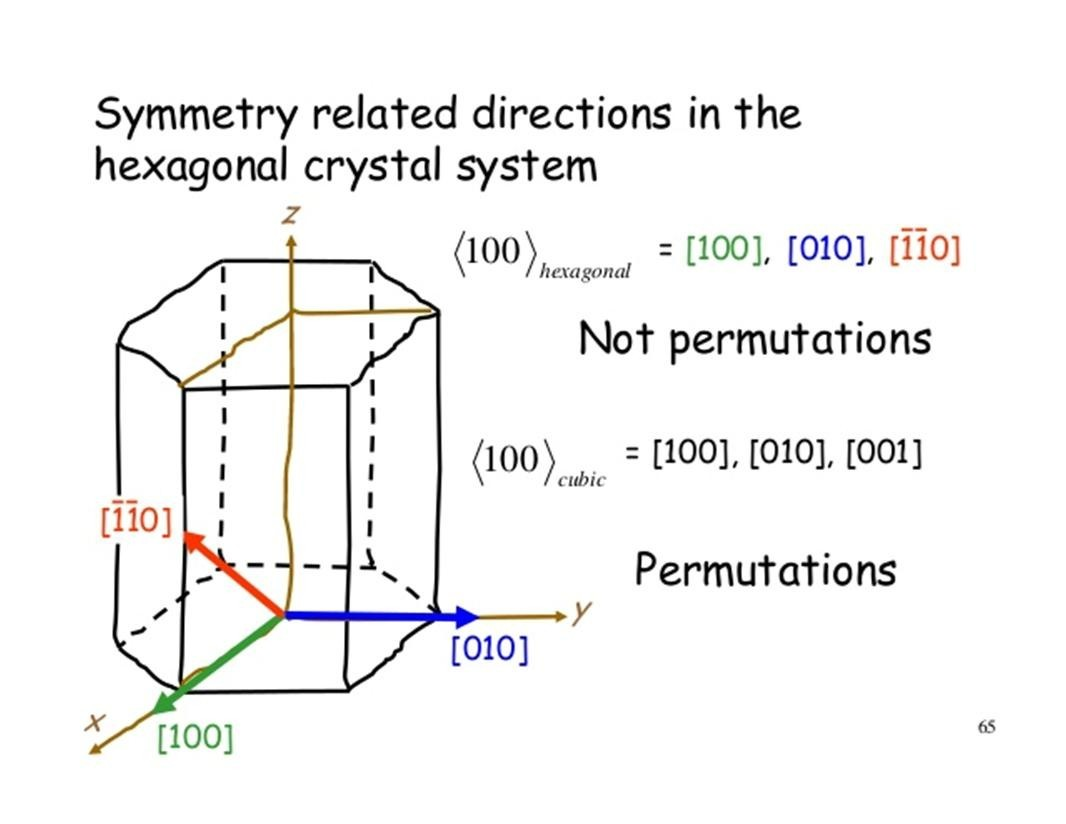 Symmetry related directions in the
hexagonal crystal system
z
⟨100⟩hexagonal = [100], [010], [1̄1̄0]
Not permutations
⟨100⟩cubic = [100], [010], [001]
[1̄1̄0]
Permutations
y
[010]
x
[100]
65